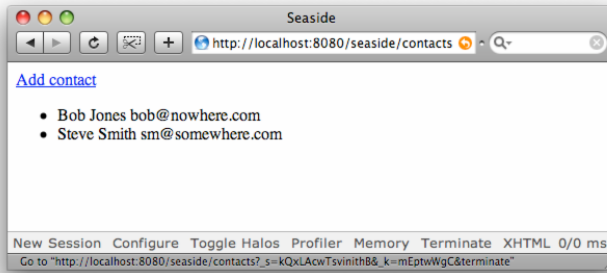 Seaside
http://localhost:8080/seaside/contacts
Add contact
• Bob Jones bob@nowhere.com
• Steve Smith sm@somewhere.com
New Session Configure Toggle Halos Profiler Memory Terminate XHTML 0/0 ms
Go to "http://localhost:8080/seaside/contacts?_s=kQxLAcwTsvinithB&_k=mEptwWgC&terminate"